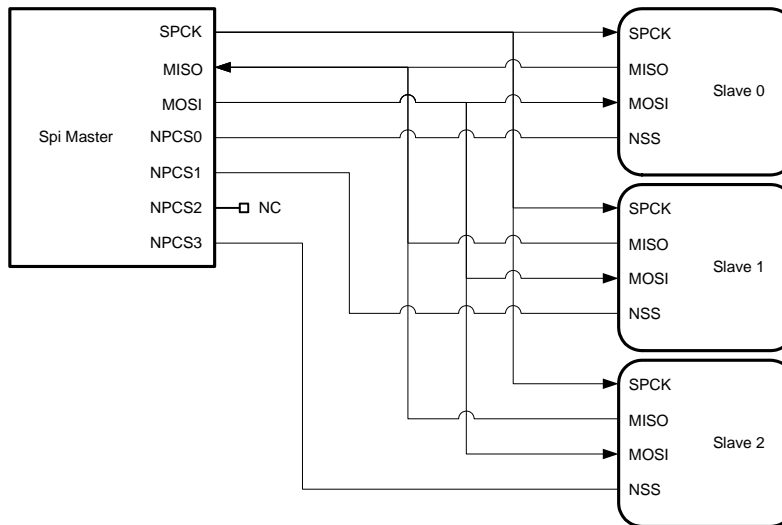 Spi Master
SPCK
MISO
MOSI
NPCS0
NPCS1
NPCS2
NC
NPCS3
SPCK
MISO
MOSI
NSS
Slave 0
SPCK
MISO
MOSI
NSS
Slave 1
SPCK
MISO
MOSI
NSS
Slave 2